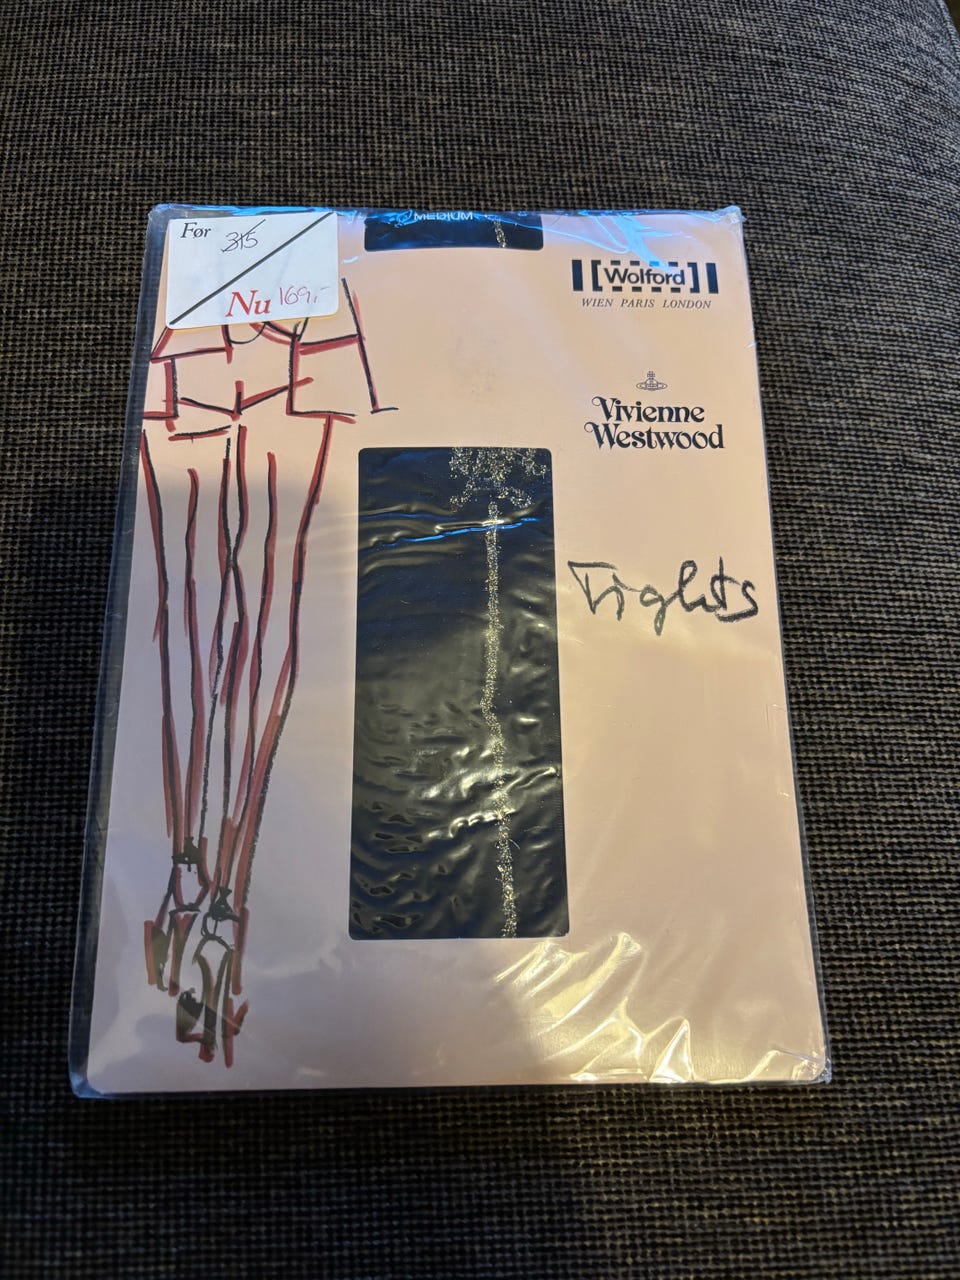 Før 315
Nu 169,-
MEDIUM
[Wolford]
WIEN PARIS LONDON
Vivienne
Westwood
Tights